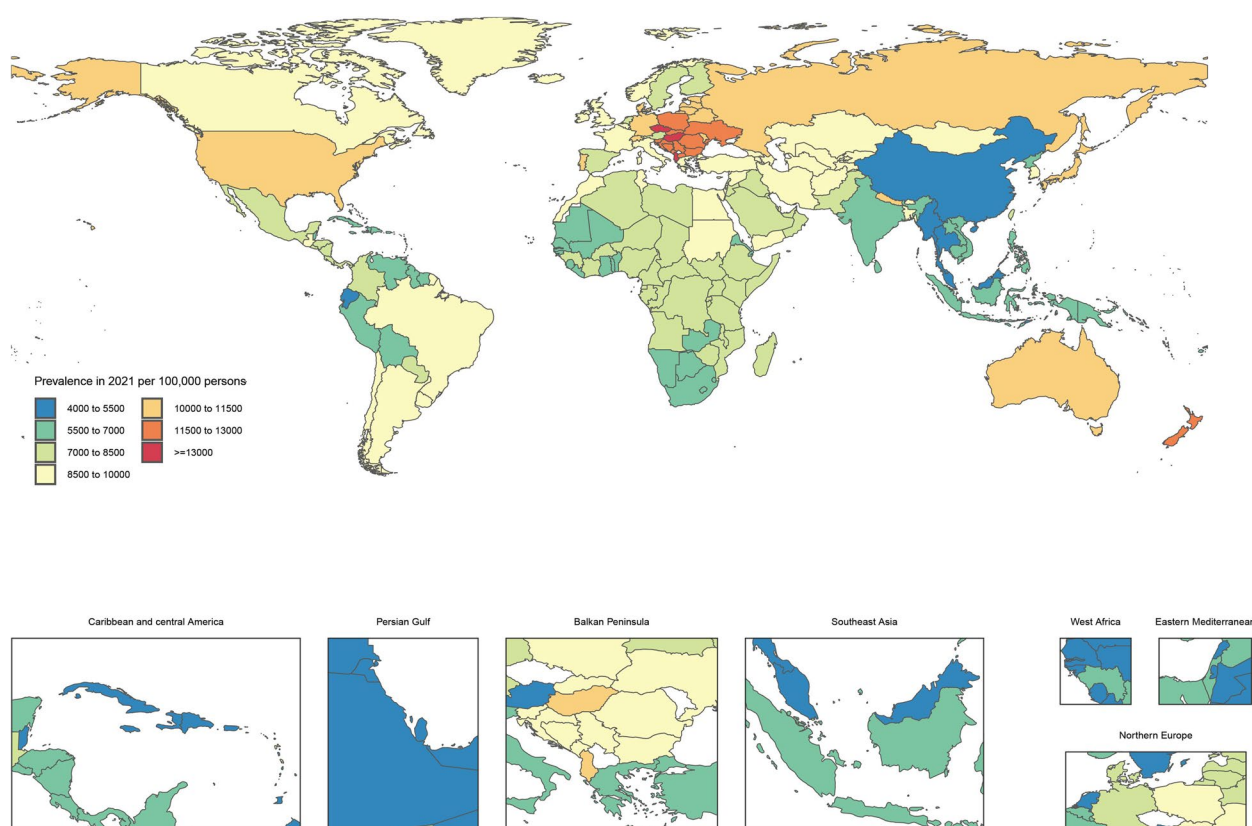 Prevalence in 2021 per 100,000 persons
4000 to 5500
10000 to 11500
5500 to 7000
11500 to 13000
7000 to 8500
>=13000
8500 to 10000
Caribbean and central America
Persian Gulf
Balkan Peninsula
Southeast Asia
West Africa
Eastern Mediterranean
Northern Europe